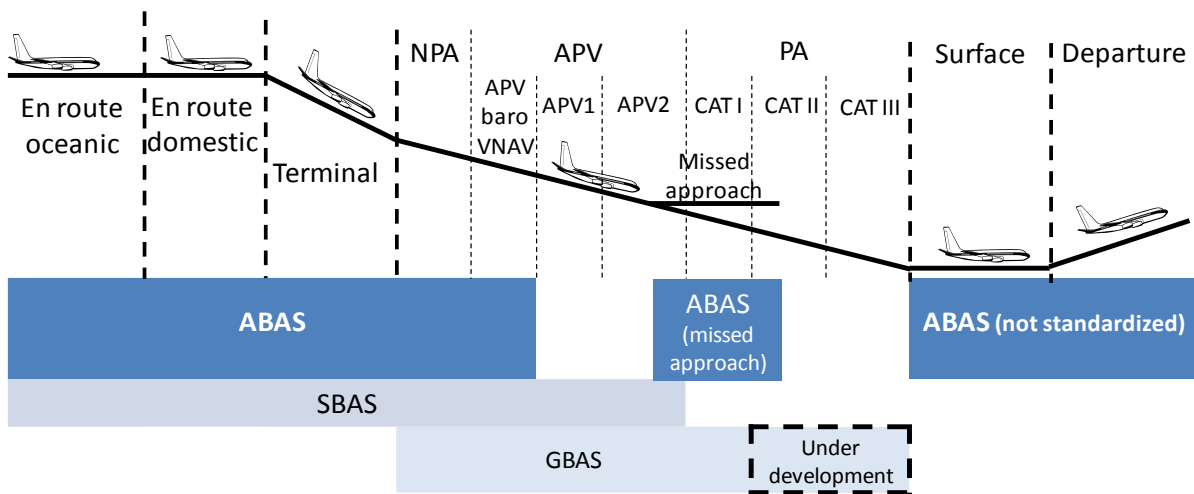 NPA
APV
PA
Surface
Departure
En route
oceanic
En route
domestic
Terminal
APV
baro
VNAV
APV1
APV2
CAT I
CAT II
CAT III
Missed
approach
ABAS
ABAS
(missed
approach)
ABAS (not standardized)
SBAS
GBAS
Under
development